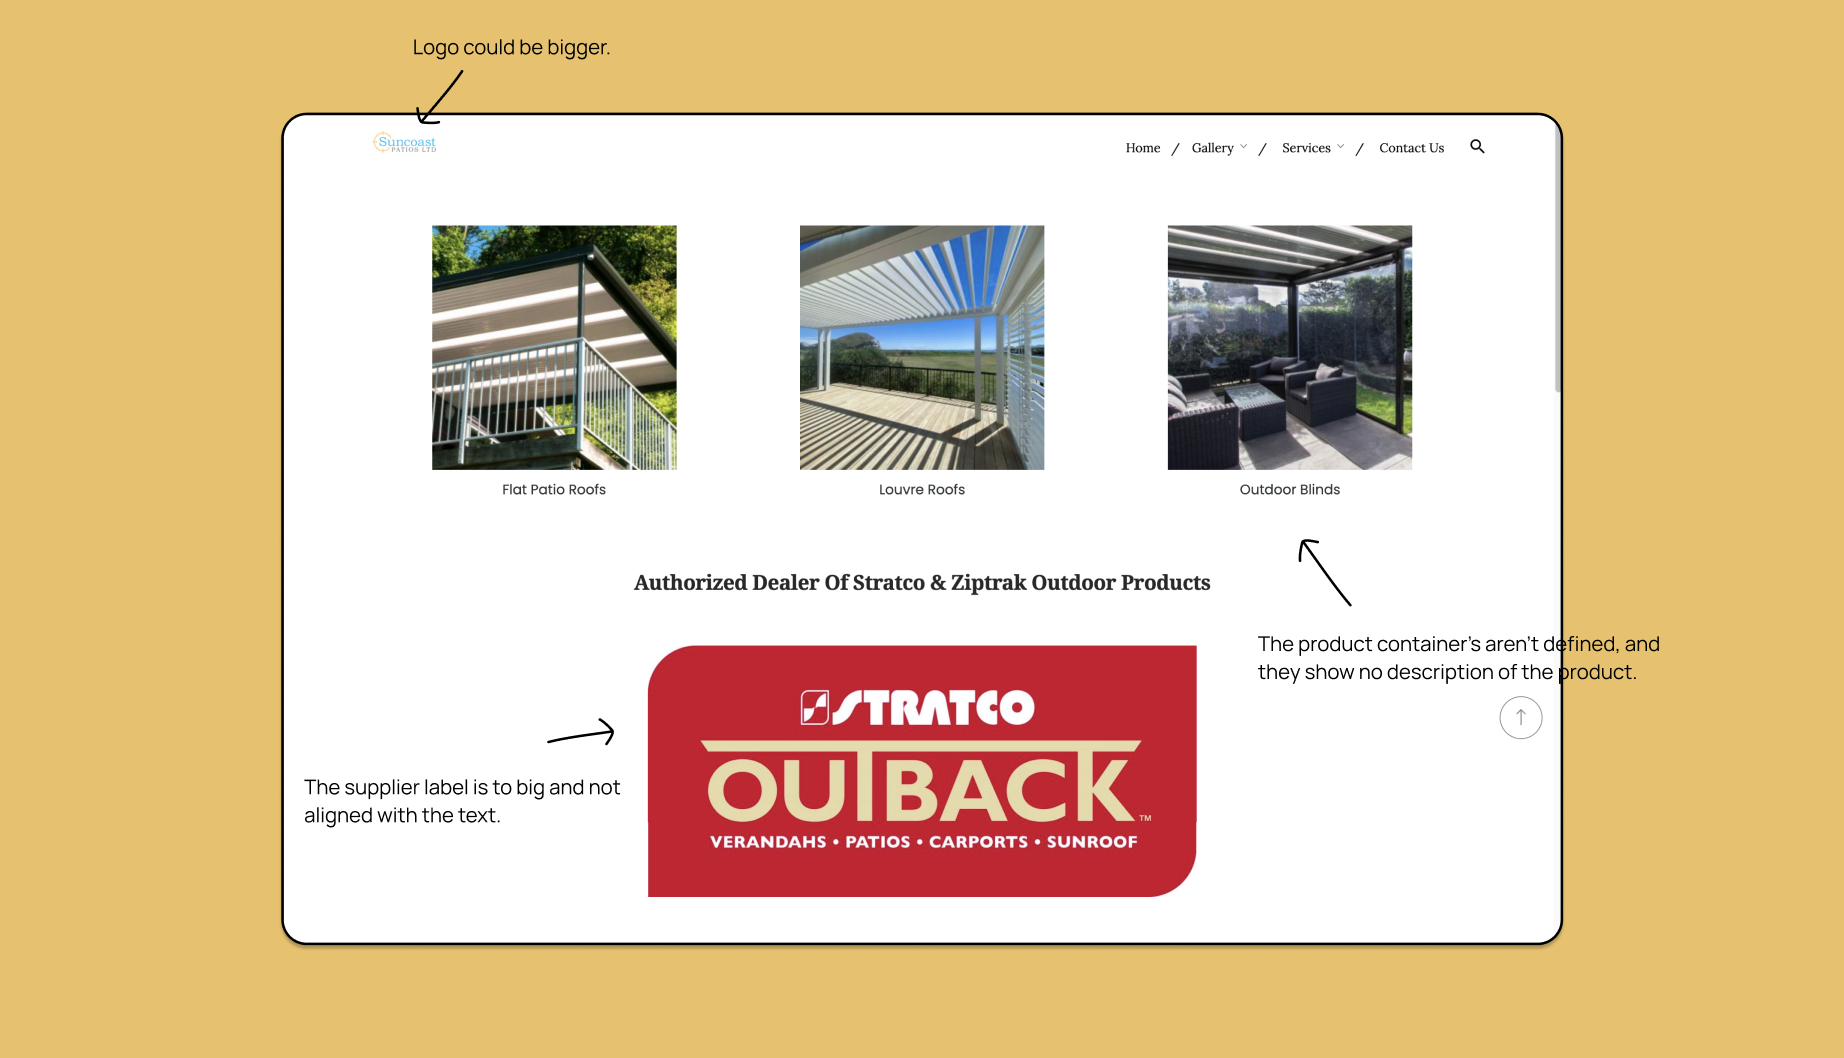 Logo could be bigger.
Suncoast
PATIOS LTD
Home / Gallery / Services / Contact Us
Flat Patio Roofs
Louvre Roofs
Outdoor Blinds
Authorized Dealer Of Stratco & Ziptrak Outdoor Products
The product container's aren't defined, and
they show no description of the product.
STRATCO
OUTBACK™
VERANDAHS • PATIOS • CARPORTS • SUNROOF
The supplier label is to big and not
aligned with the text.